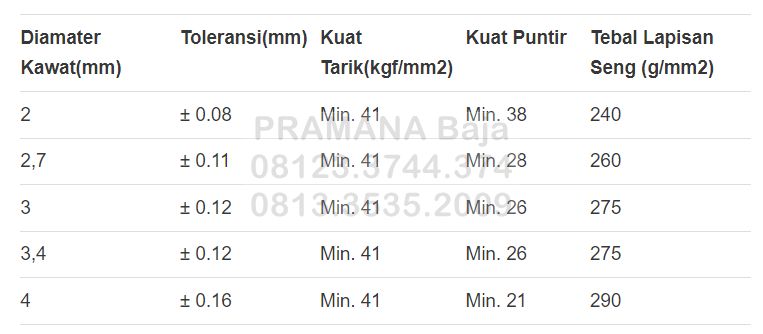 Diamater Kawat(mm) Toleransi(mm) Kuat Tarik(kgf/mm2) Kuat Puntir Tebal Lapisan Seng (g/mm2)
2 ± 0.08 Min. 41 Min. 38 240
2,7 ± 0.11 Min. 41 Min. 28 260
3 ± 0.12 Min. 41 Min. 26 275
3,4 ± 0.12 Min. 41 Min. 26 275
4 ± 0.16 Min. 41 Min. 21 290
PRAMANA Baja
08123.3744.374
0813.3535.2009